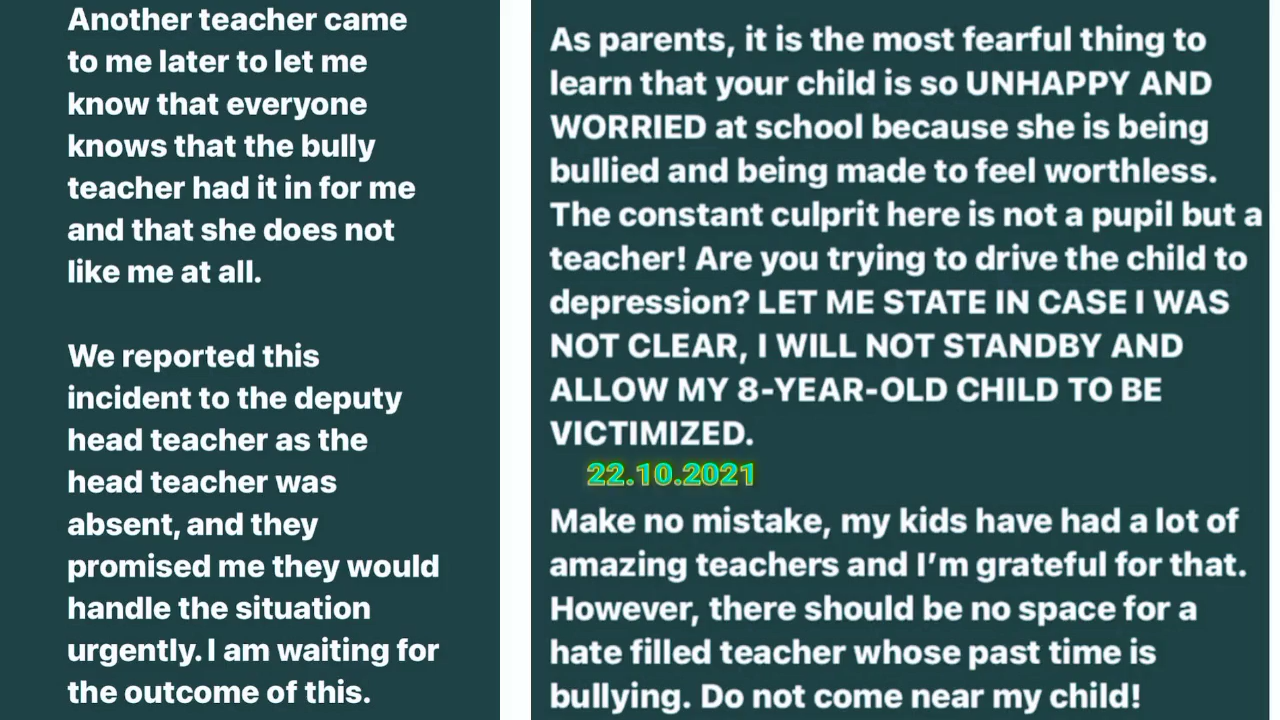 Another teacher came
to me later to let me
know that everyone
knows that the bully
teacher had it in for me
and that she does not
like me at all.
We reported this
incident to the deputy
head teacher as the
head teacher was
absent, and they
promised me they would
handle the situation
urgently. I am waiting for
the outcome of this.
As parents, it is the most fearful thing to
learn that your child is so UNHAPPY AND
WORRIED at school because she is being
bullied and being made to feel worthless.
The constant culprit here is not a pupil but a
teacher! Are you trying to drive the child to
depression? LET ME STATE IN CASE I WAS
NOT CLEAR, I WILL NOT STANDBY AND
ALLOW MY 8-YEAR-OLD CHILD TO BE
VICTIMIZED.
22.10.2021
Make no mistake, my kids have had a lot of
amazing teachers and I’m grateful for that.
However, there should be no space for a
hate filled teacher whose past time is
bullying. Do not come near my child!